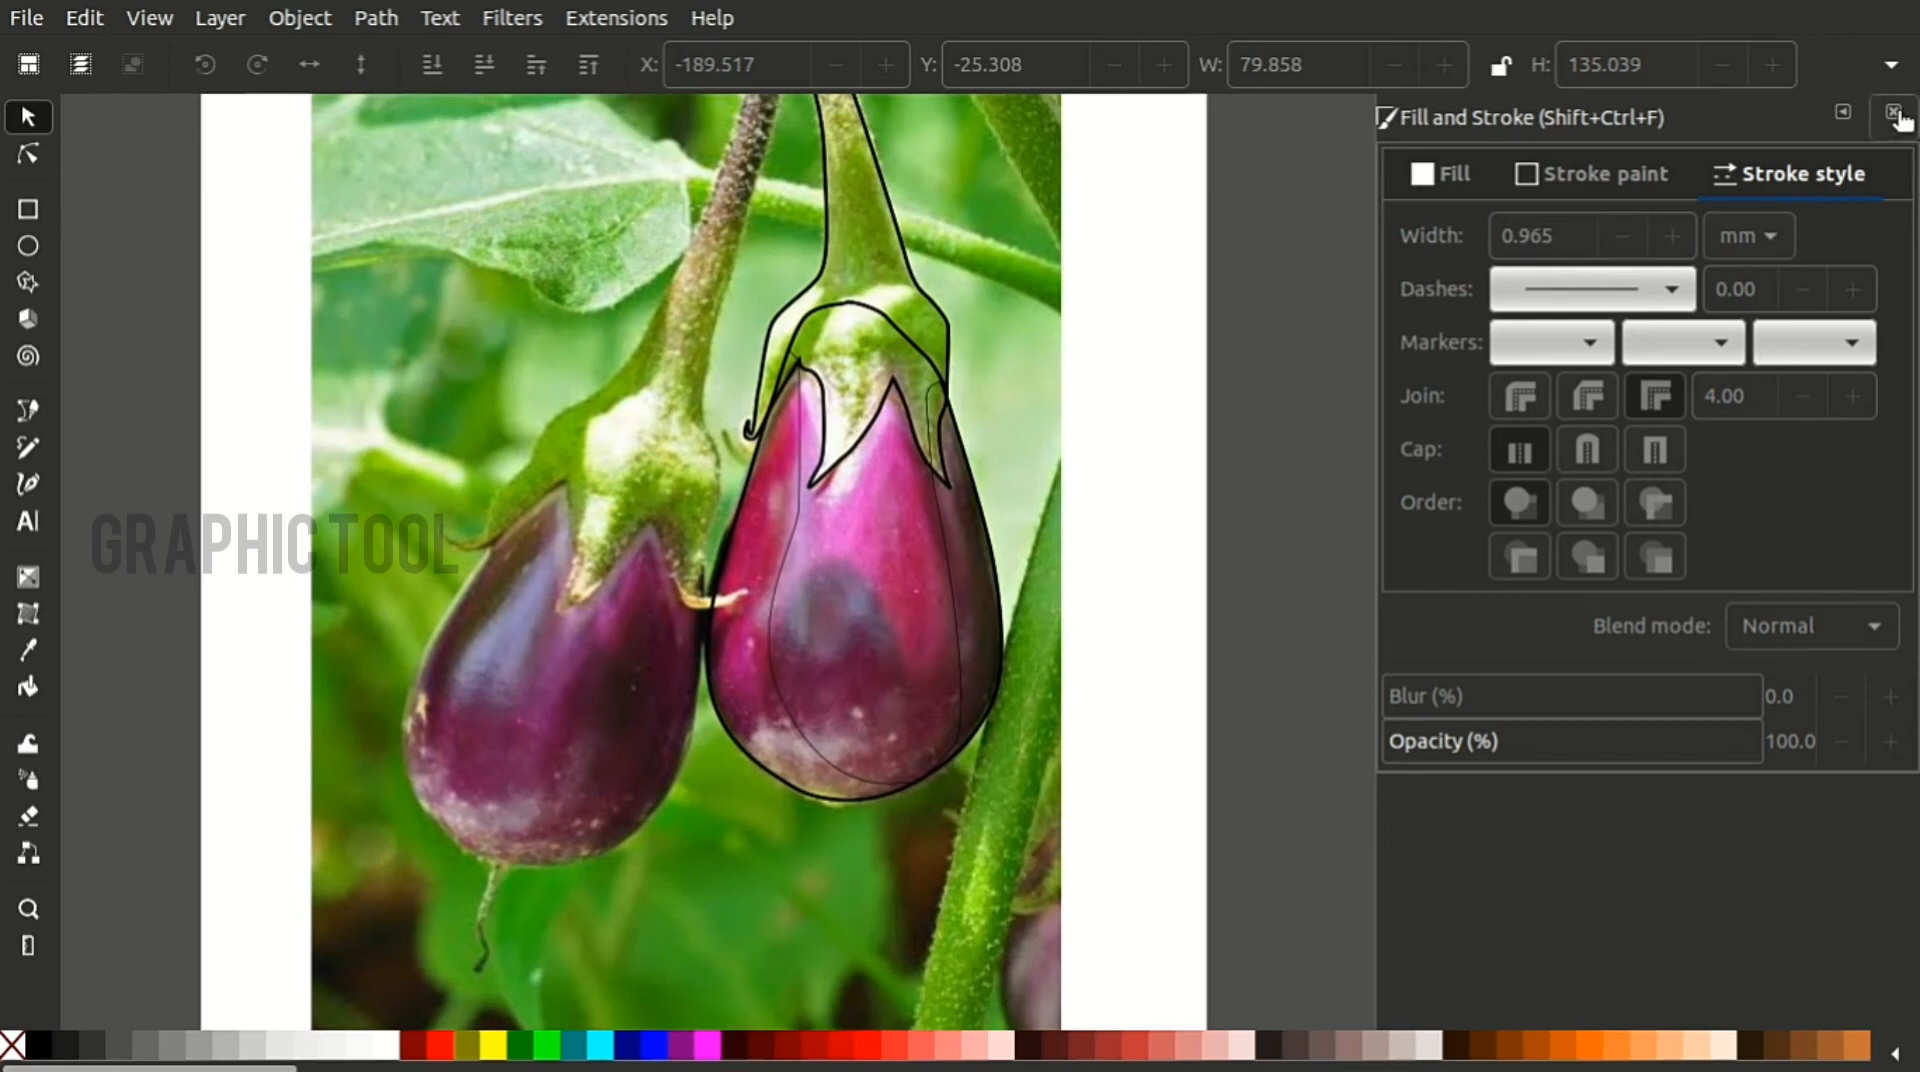 File Edit View Layer Object Path Text Filters Extensions Help
X: -189.517 Y: -25.308 W: 79.858 H: 135.039
Fill and Stroke (Shift+Ctrl+F)
Fill Stroke paint Stroke style
Width: 0.965 mm
Dashes: 0.00
Markers:
Join: 4.00
Cap:
Order:
Blend mode: Normal
Blur (%) 0.0
Opacity (%) 100.0
GRAPHIC TOOL